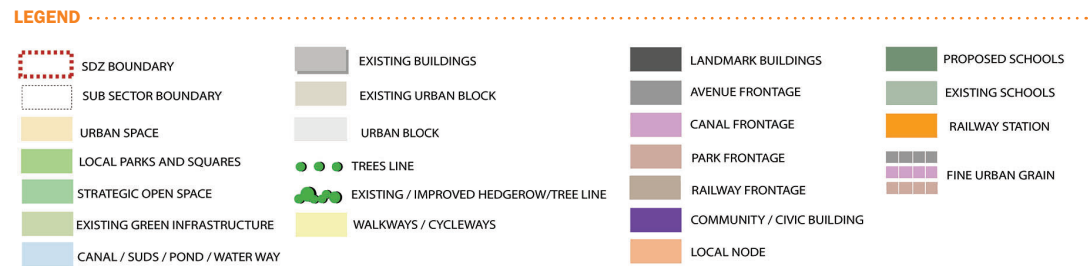 LEGEND
SDZ BOUNDARY
SUB SECTOR BOUNDARY
URBAN SPACE
LOCAL PARKS AND SQUARES
STRATEGIC OPEN SPACE
EXISTING GREEN INFRASTRUCTURE
CANAL / SUDS / POND / WATER WAY
EXISTING BUILDINGS
EXISTING URBAN BLOCK
URBAN BLOCK
TREES LINE
EXISTING / IMPROVED HEDGEROW/TREE LINE
WALKWAYS / CYCLEWAYS
LANDMARK BUILDINGS
AVENUE FRONTAGE
CANAL FRONTAGE
PARK FRONTAGE
RAILWAY FRONTAGE
COMMUNITY / CIVIC BUILDING
LOCAL NODE
PROPOSED SCHOOLS
EXISTING SCHOOLS
RAILWAY STATION
FINE URBAN GRAIN